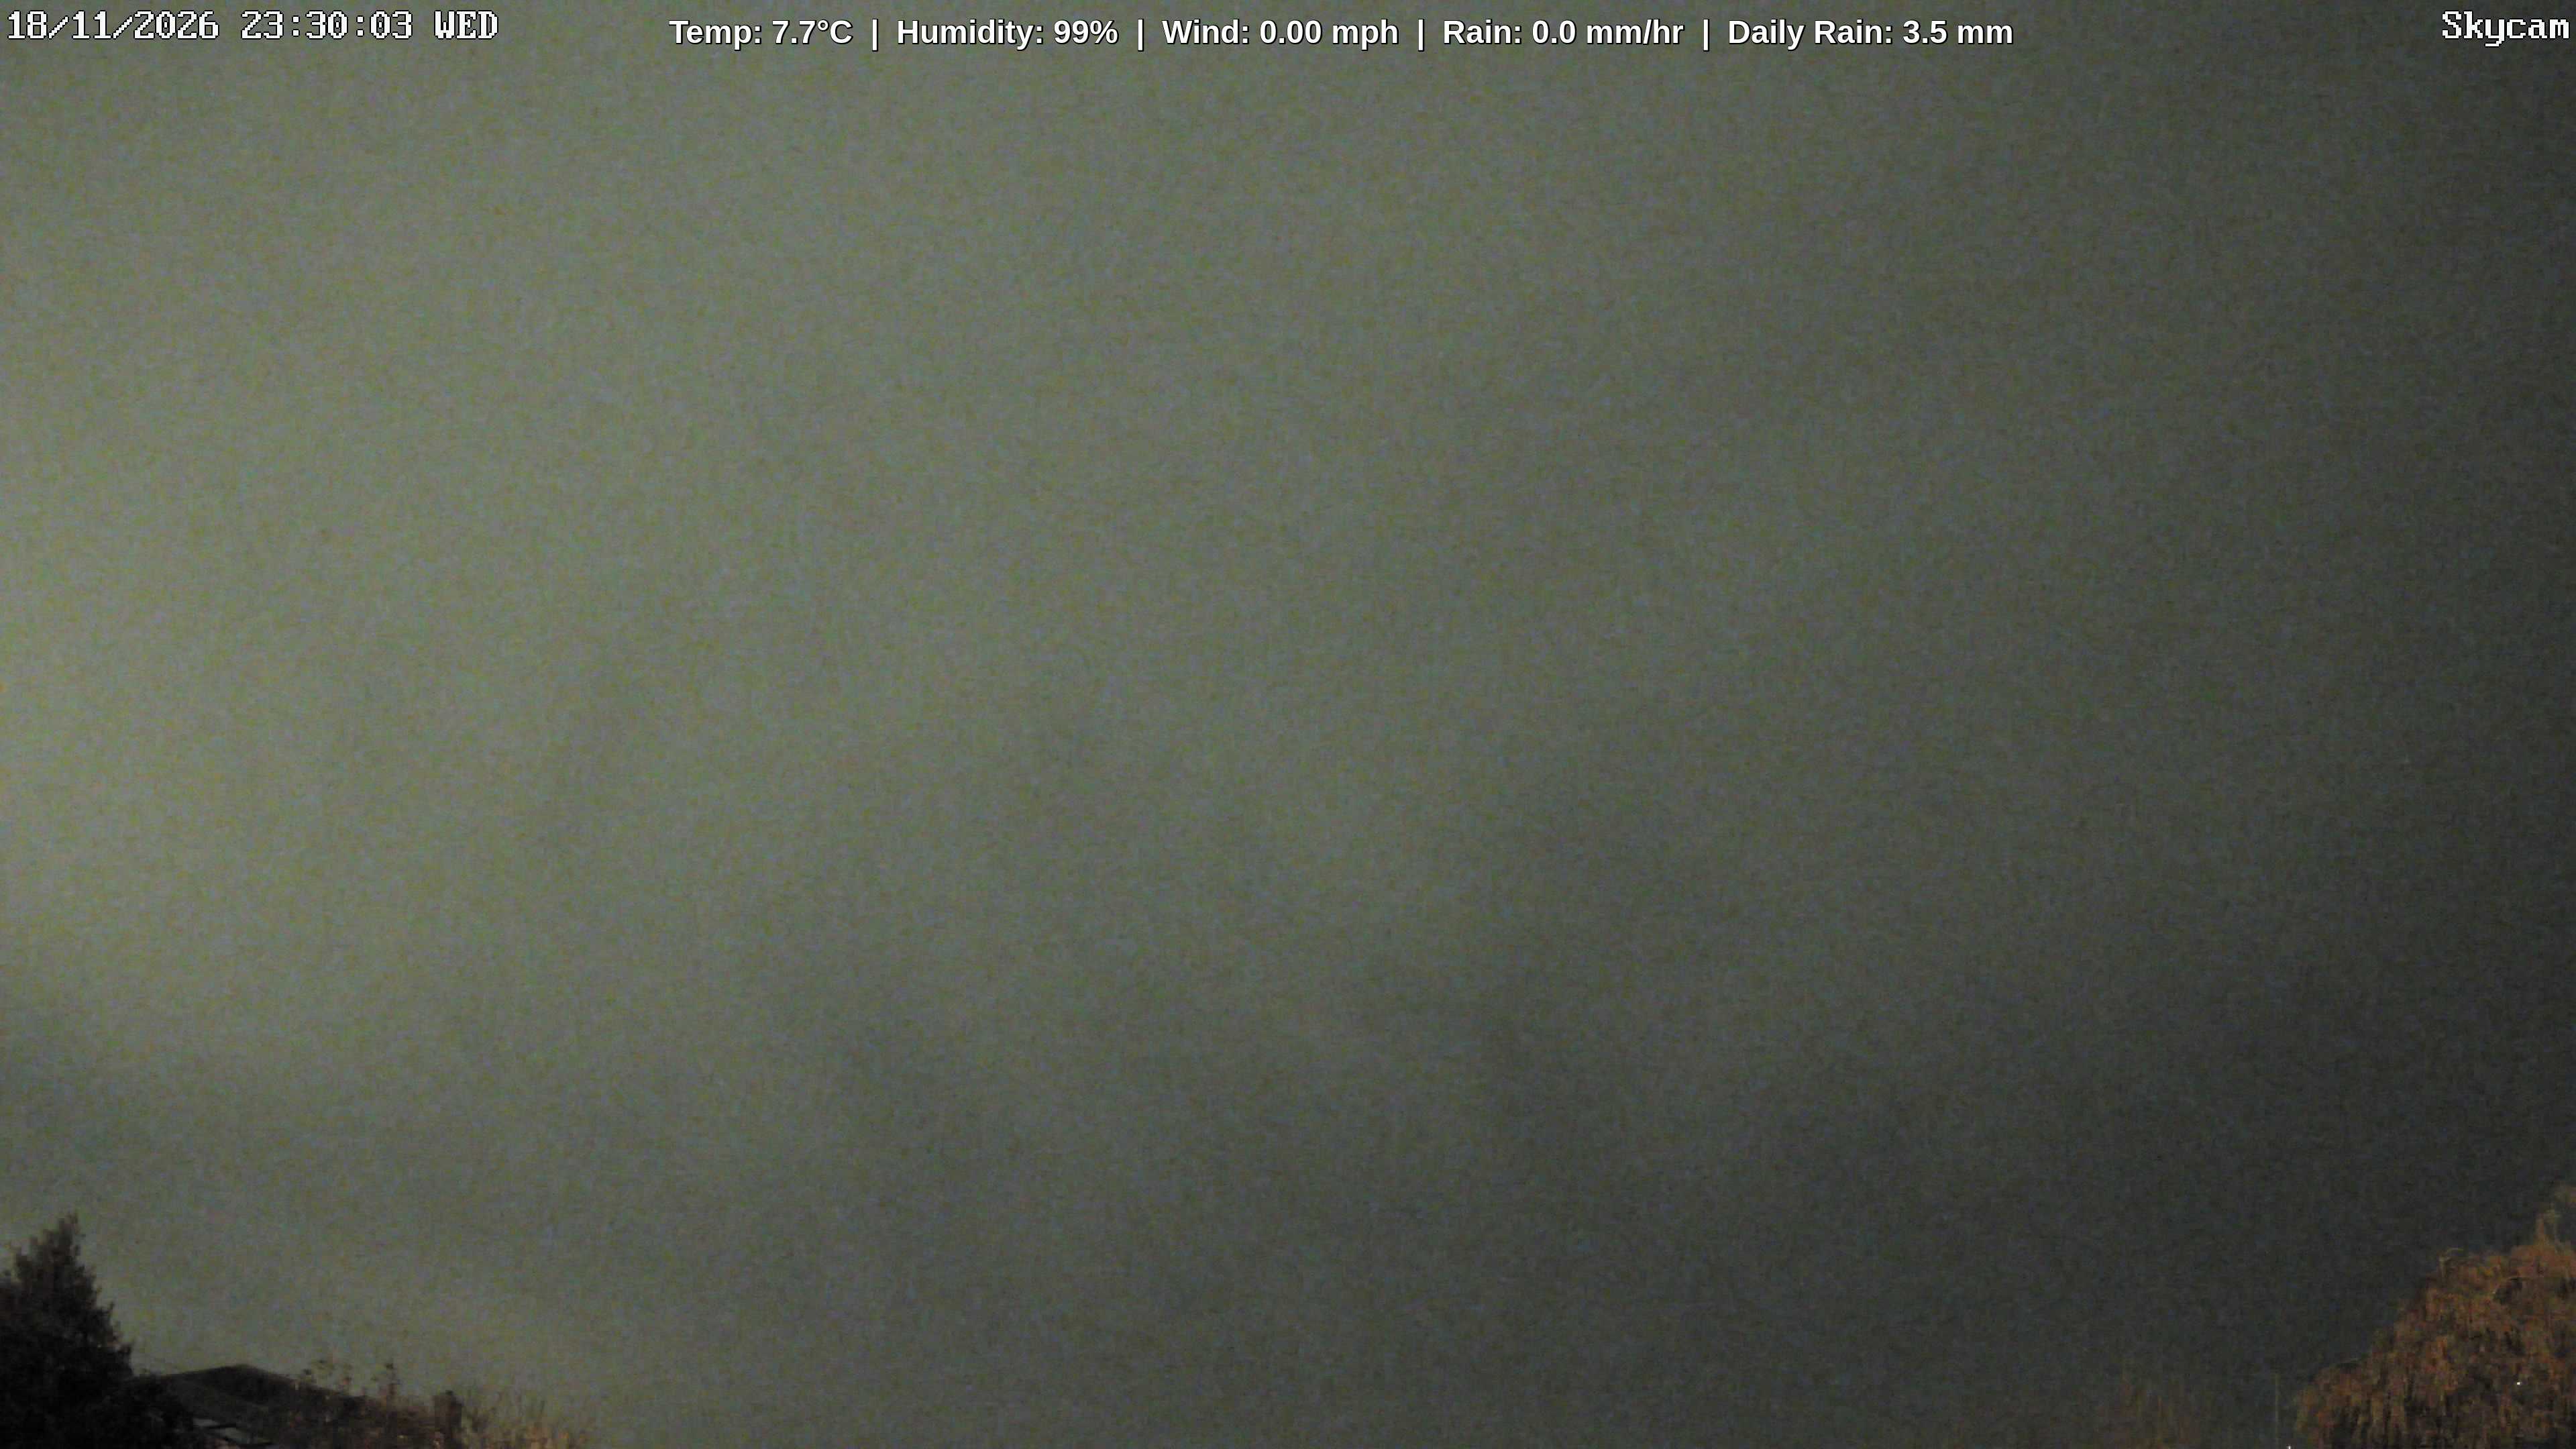 18/11/2026 23:30:03 WED
Temp: 7.7°C | Humidity: 99% | Wind: 0.00 mph | Rain: 0.0 mm/hr | Daily Rain: 3.5 mm
Skycam